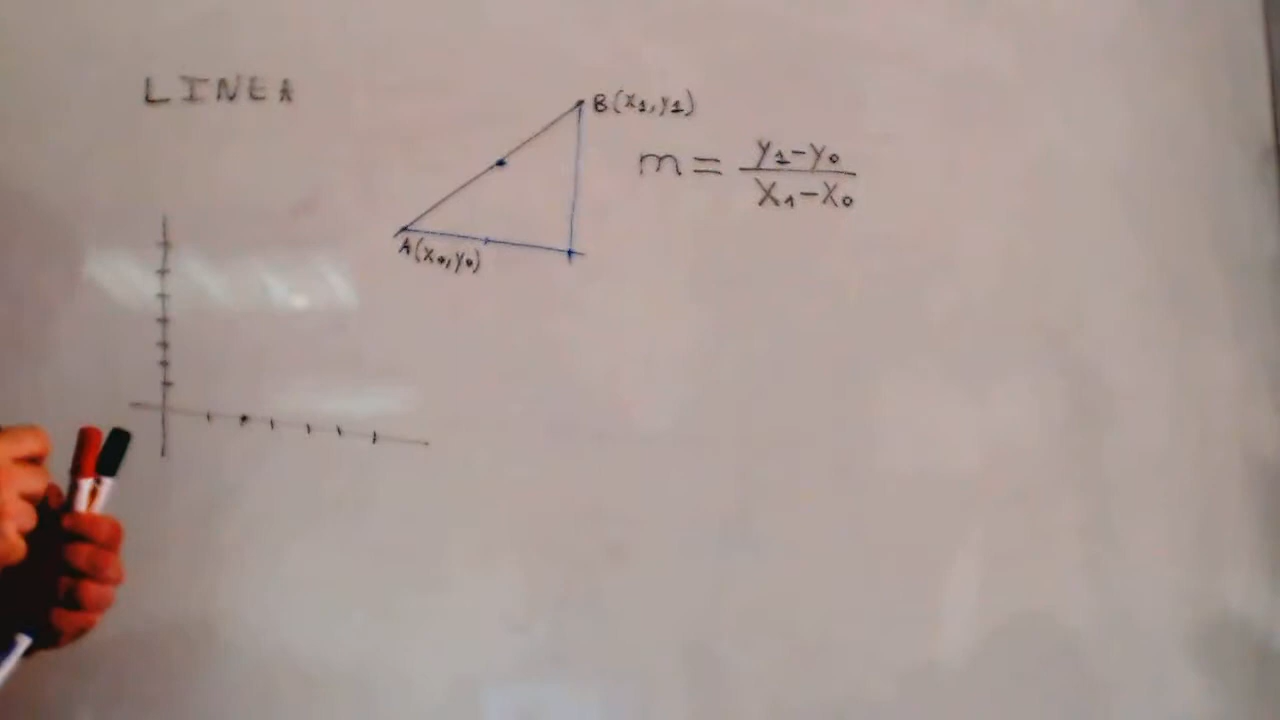 LINEA
B(x₁,y₁)
m = y₁-y₀ / x₁-x₀
A(x₀,y₀)